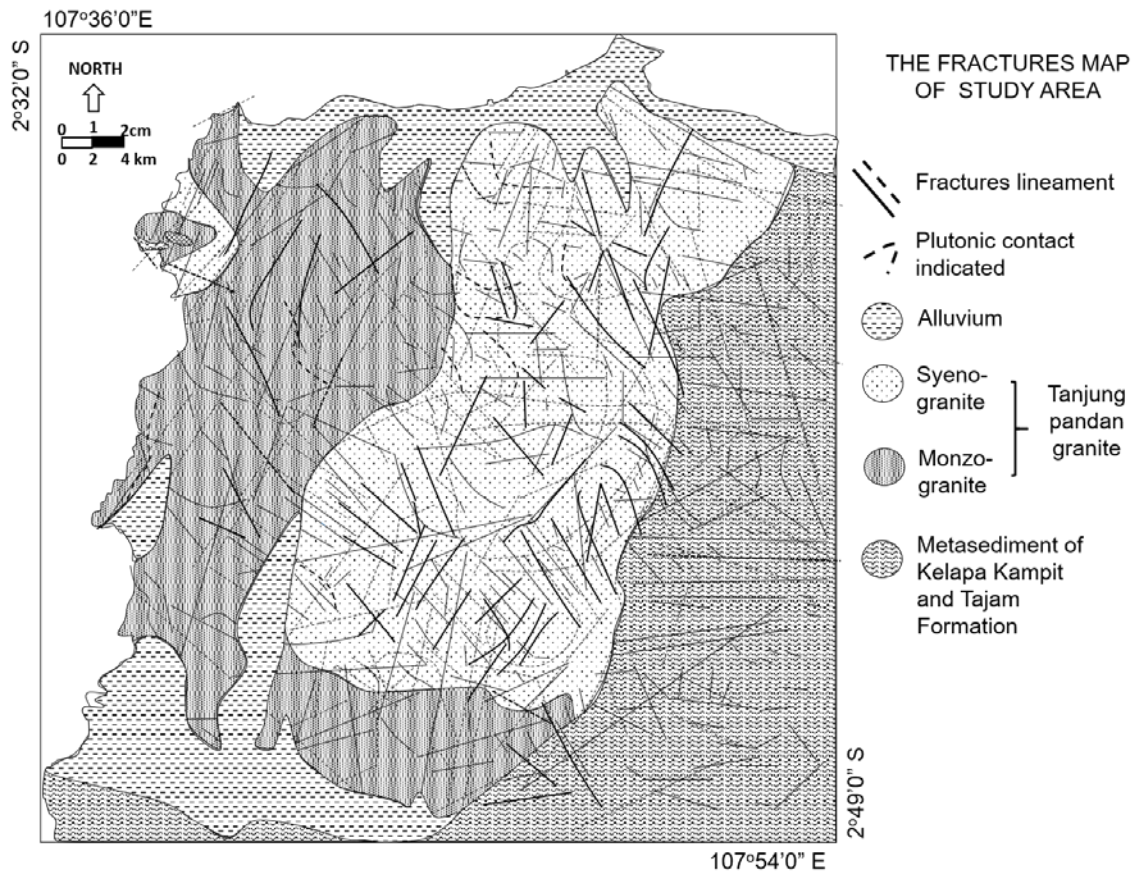 107°36'0"E
2°32'0" S
NORTH
0 1 2cm
0 2 4 km
THE FRACTURES MAP
OF STUDY AREA
Fractures lineament
Plutonic contact
indicated
Alluvium
Syeno-
granite
Monzo-
granite
Tanjung
pandan
granite
Metasediment of
Kelapa Kampit
and Tajam
Formation
2°49'0" S
107°54'0" E